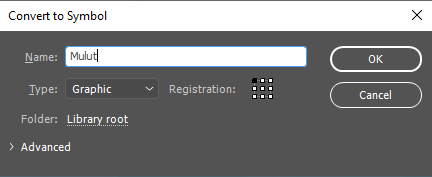 Convert to Symbol
Name: Mulut
OK
Type: Graphic Registration:
Cancel
Folder: Library root
Advanced